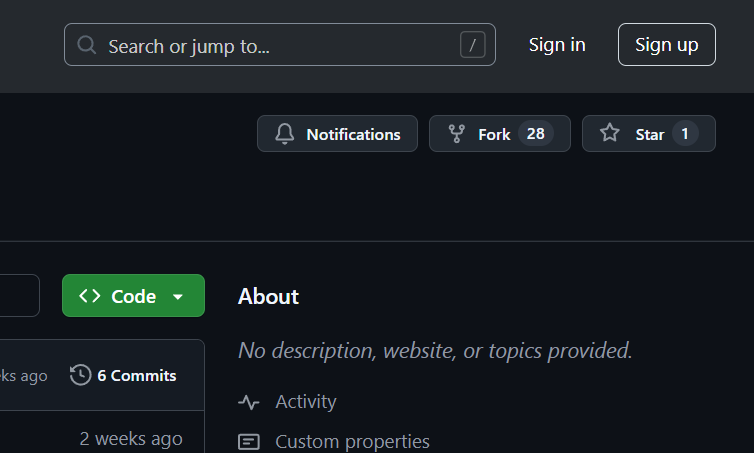 Search or jump to... /
Sign in
Sign up
Notifications
Fork 28
Star 1
Code
About
No description, website, or topics provided.
ago
6 Commits
Activity
2 weeks ago
Custom properties